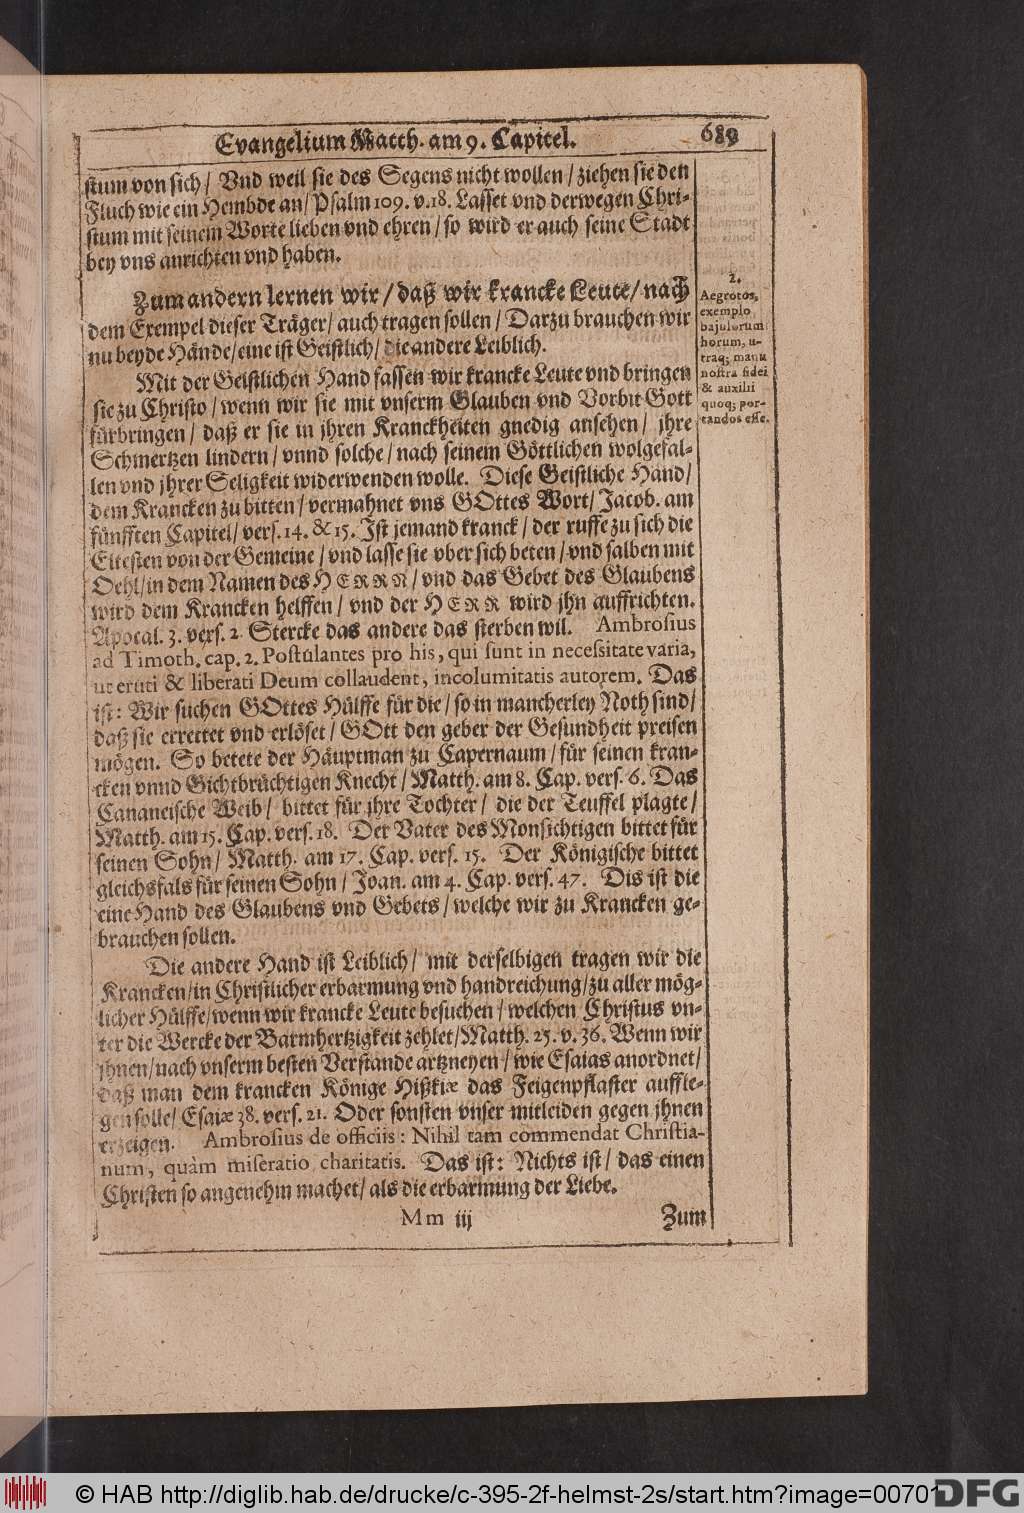 Evangelium Matth. am 9. Capitel. 689
stum von sich / Vnd weil sie des Segens nicht wollen / ziehen sie den
Fluch wie ein Hembde an / Psalm 109. v. 18. Lasset vnd derwegen Chri-
stum mit seinem Worte lieben vnd ehren / so wird er auch seine Stadt
bey vns anrichten vnd haben.
Zum andern lernen wir / daß wir krancke Leute / nach
dem Exempel dieser Träger / auch tragen sollen / Darzu brauchen wir
nu beyde Hände / eine ist Geistlich / die andere Leiblich.
2.
Aegrotos,
exemplo
bajulorum
horum, u-
traq; manu
nostra fidei
& auxilii
quoq; por-
tandos esse.
Mit der Geistlichen Hand fassen wir krancke Leute vnd bringen
sie zu Christo / wenn wir sie mit vnserm Glauben vnd Vorbit Gott
fürbringen / daß er sie in jhren Kranckheiten gnedig ansehen / jhre
Schmertzen lindern / vnnd solche / nach seinem Göttlichen wolgefal-
len vnd jhrer Seligkeit widerwenden wolle. Diese Geistliche Hand /
dem Krancken zu bitten / vermahnet vns GOttes Wort / Jacob. am
fünfften Capitel / vers. 14. & 15. Ist jemand kranck / der ruffe zu sich die
Eltesten von der Gemeine / vnd lasse sie vber sich beten / vnd salben mit
Oehl / in dem Namen des HERRN / vnd das Gebet des Glaubens
wird dem Krancken helffen / vnd der HERR wird jhn auffrichten.
Apocal. 3. vers. 2. Stercke das andere das sterben wil. Ambrosius
ad Timoth. cap. 2. Postulantes pro his, qui sunt in necessitate varia,
ut eruti & liberati Deum collaudent, incolumitatis autorem. Das
ist: Wir suchen GOttes Hülffe für die / so in mancherley Noth sind /
daß sie errettet vnd erlöset / GOtt den geber der Gesundheit preisen
mögen. So betete der Häuptman zu Capernaum / für seinen kran-
cken vnnd Gichtbrüchtigen Knecht / Matth. am 8. Cap. vers. 6. Das
Cananeische Weib / bittet für jhre Tochter / die der Teuffel plagte /
Matth. am 15. Cap. vers. 18. Der Vater des Monsichtigen bittet für
seinen Sohn / Matth. am 17. Cap. vers. 15. Der Königische bittet
gleichsfals für seinen Sohn / Joan. am 4. Cap. vers. 47. Dis ist die
eine Hand des Glaubens vnd Gebets / welche wir zu Krancken ge-
brauchen sollen.
Die andere Hand ist Leiblich / mit derselbigen tragen wir die
Krancken / in Christlicher erbarmung vnd handreichung / zu aller mög-
licher Hülffe / wenn wir krancke Leute besuchen / welchen Christus vn-
ter die Wercke der Barmhertzigkeit zehlet / Matth. 25. v. 36. Wenn wir
jhnen / nach vnserm besten Verstande artzneyen / wie Esaias anordnet /
daß man dem krancken Könige Hißkiæ das Feigenpflaster auffle-
gen solle / Esaiæ 38. vers. 21. Oder sonsten vnser mitleiden gegen jhnen
erzeigen. Ambrosius de officiis: Nihil tam commendat Christia-
num, quàm miseratio charitatis. Das ist: Nichts ist / das einen
Christen so angenehm machet / als die erbarmung der Liebe.
Mm iij Zum
© HAB http://diglib.hab.de/drucke/c-395-2f-helmst-2s/start.htm?image=00701
DFG